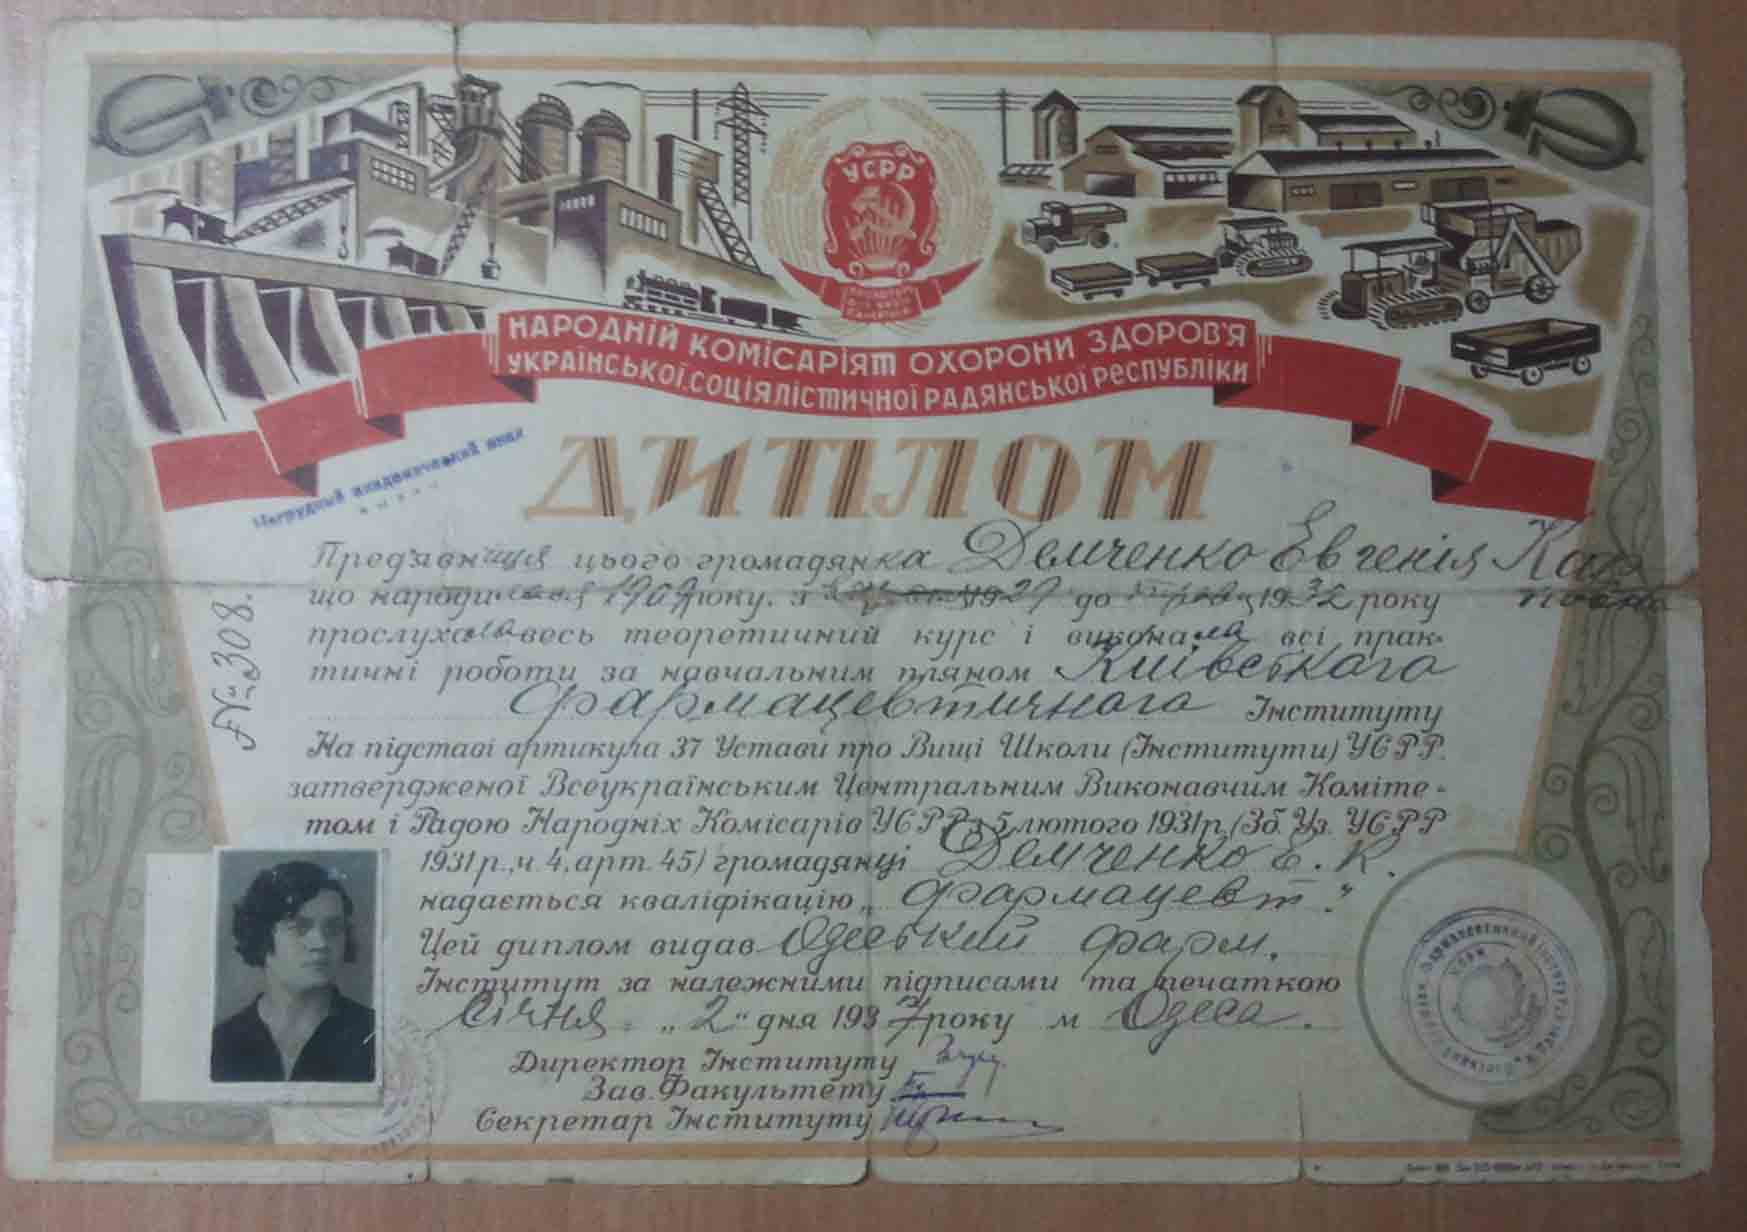 УСРР
НАРОДНІЙ КОМІСАРІЯТ ОХОРОНИ ЗДОРОВ'Я
УКРАЇНСЬКОЇ СОЦІЯЛІСТИЧНОЇ РАДЯНСЬКОЇ РЕСПУБЛІКИ
ДИПЛОМ
Нагрудный академический знак
Пред'явниця цього громадянка Демченко Евгенія
що народилася 1909 року, з 1929 до 1932 року
прослухала весь теоретичний курс і виконала всі прак-
тичні роботи за навчальним пляном Київського
Фармацевтичного Інституту
№ 308.
На підставі артикула 37 Устави про Вищі Школи (Інститути) УСРР.
затвердженої Всеукраїнським Центральним Виконавчим Коміте-
том і Радою Народніх Комісарів УСРР з 5 лютого 1931 р. (Зб. Уз. УСРР
1931 р., ч. 4, арт. 45) громадянці Демченко Е. К.
надається кваліфікацію „Фармацевт."
Цей диплом видав Одеський фарм.
Інститут за належними підписами та печаткою
Січня „2" дня 1937 року м Одеса.
Директор Інституту
Зав. Факультету
Секретар Інституту